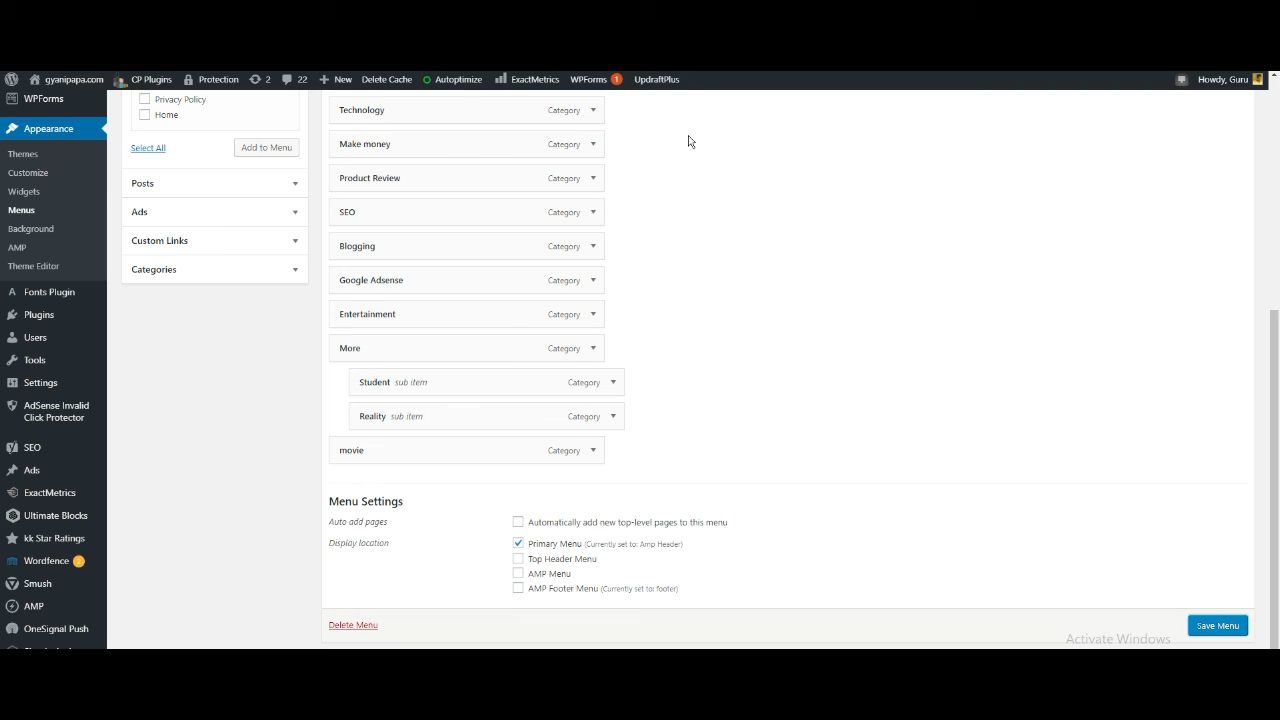 gyanipapa.com CP Plugins Protection 2 22 New Delete Cache Autoptimize ExactMetrics WPForms 1 UpdraftPlus Howdy, Guru
WPForms
Appearance
Themes
Customize
Widgets
Menus
Background
AMP
Theme Editor
Fonts Plugin
Plugins
Users
Tools
Settings
AdSense Invalid
Click Protector
SEO
Ads
ExactMetrics
Ultimate Blocks
kk Star Ratings
Wordfence 2
Smush
AMP
OneSignal Push
Privacy Policy
Home
Select All Add to Menu
Posts
Ads
Custom Links
Categories
Technology Category
Make money Category
Product Review Category
SEO Category
Blogging Category
Google Adsense Category
Entertainment Category
More Category
Student sub item Category
Reality sub item Category
movie Category
Menu Settings
Auto add pages Automatically add new top-level pages to this menu
Display location Primary Menu (Currently set to: Amp Header)
Top Header Menu
AMP Menu
AMP Footer Menu (Currently set to: footer)
Delete Menu Save Menu
Activate Windows